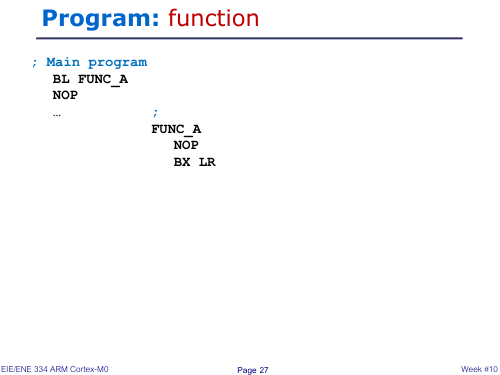 Program: function
; Main program
BL FUNC_A
NOP
… ;
FUNC_A
NOP
BX LR
EIE/ENE 334 ARM Cortex-M0 Page 27 Week #10